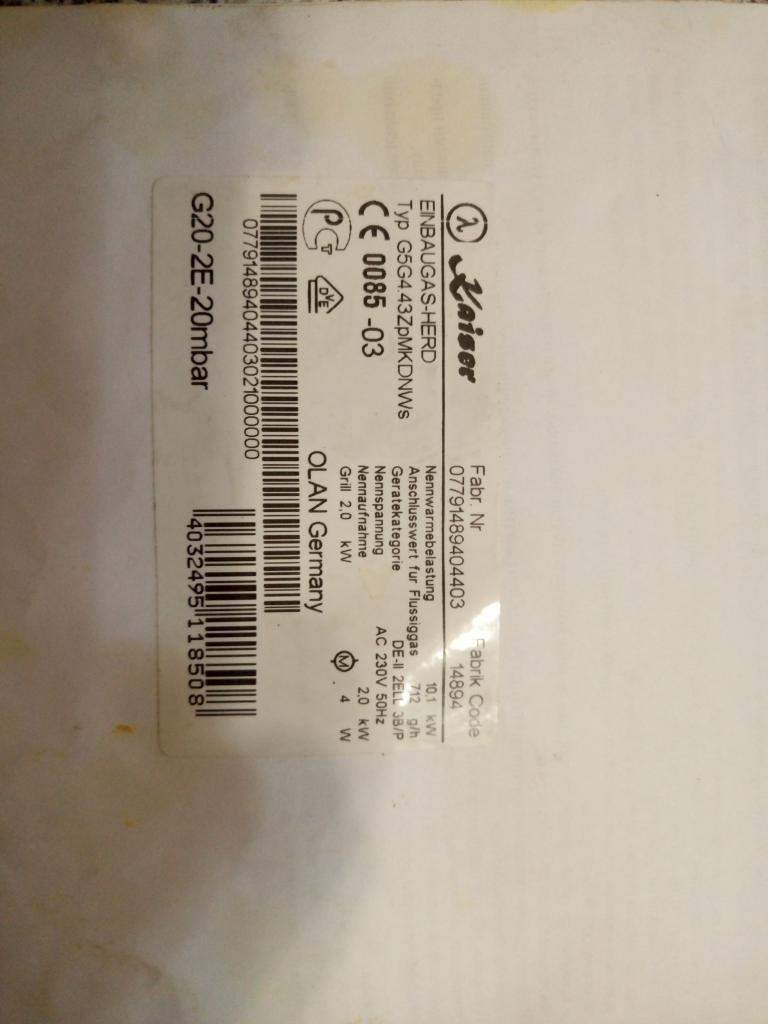 λ Kaiser
Fabr. Nr Fabrik Code
07791489404403 14894
EINBAUGAS-HERD
Typ G5G4.43ZpMKDNWs
CE 0085 -03
Nennwarmebelastung 10,1 kW
Anschlusswert fur Flussiggas 712 g/h
Geratekategorie DE-II 2ELL 3B/P
Nennspannung AC 230V 50Hz
Nennaufnahme 2,0 kW
Grill 2,0 kW M 4 W
PCT DVE
OLAN Germany
07791489404403021000000
4032495118508
G20-2E-20mbar